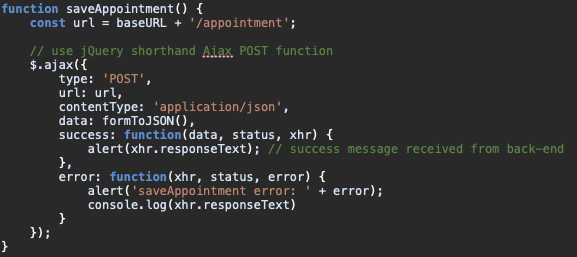 function saveAppointment() {
    const url = baseURL + '/appointment';

    // use jQuery shorthand Ajax POST function
    $.ajax({
        type: 'POST',
        url: url,
        contentType: 'application/json',
        data: formToJSON(),
        success: function(data, status, xhr) {
            alert(xhr.responseText); // success message received from back-end
        },
        error: function(xhr, status, error) {
            alert('saveAppointment error: ' + error);
            console.log(xhr.responseText)
        }
    });
}